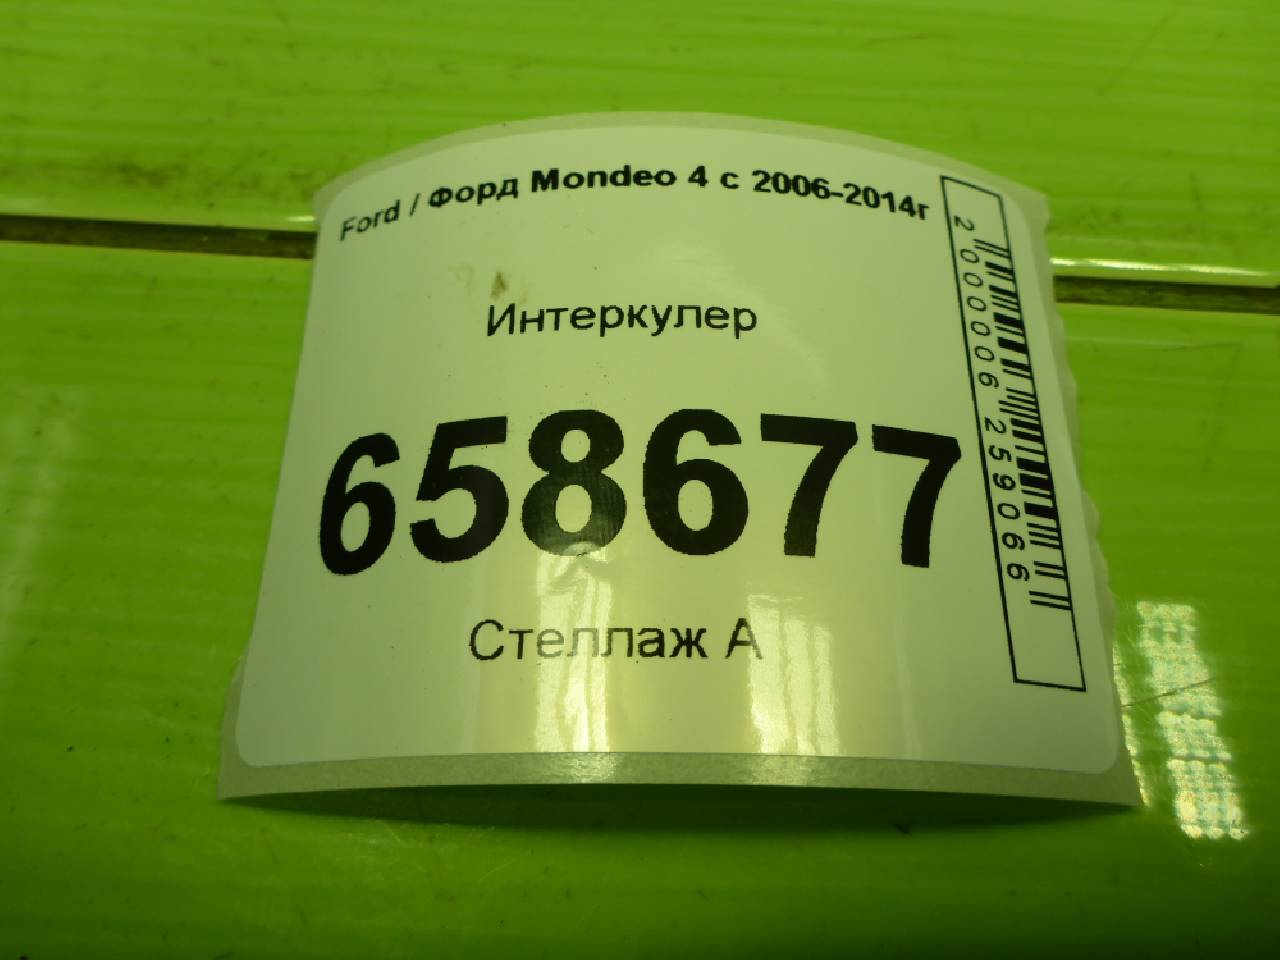 Ford / Форд Mondeo 4 с 2006-2014г
Интеркулер
658677
Стеллаж А
2000006259066